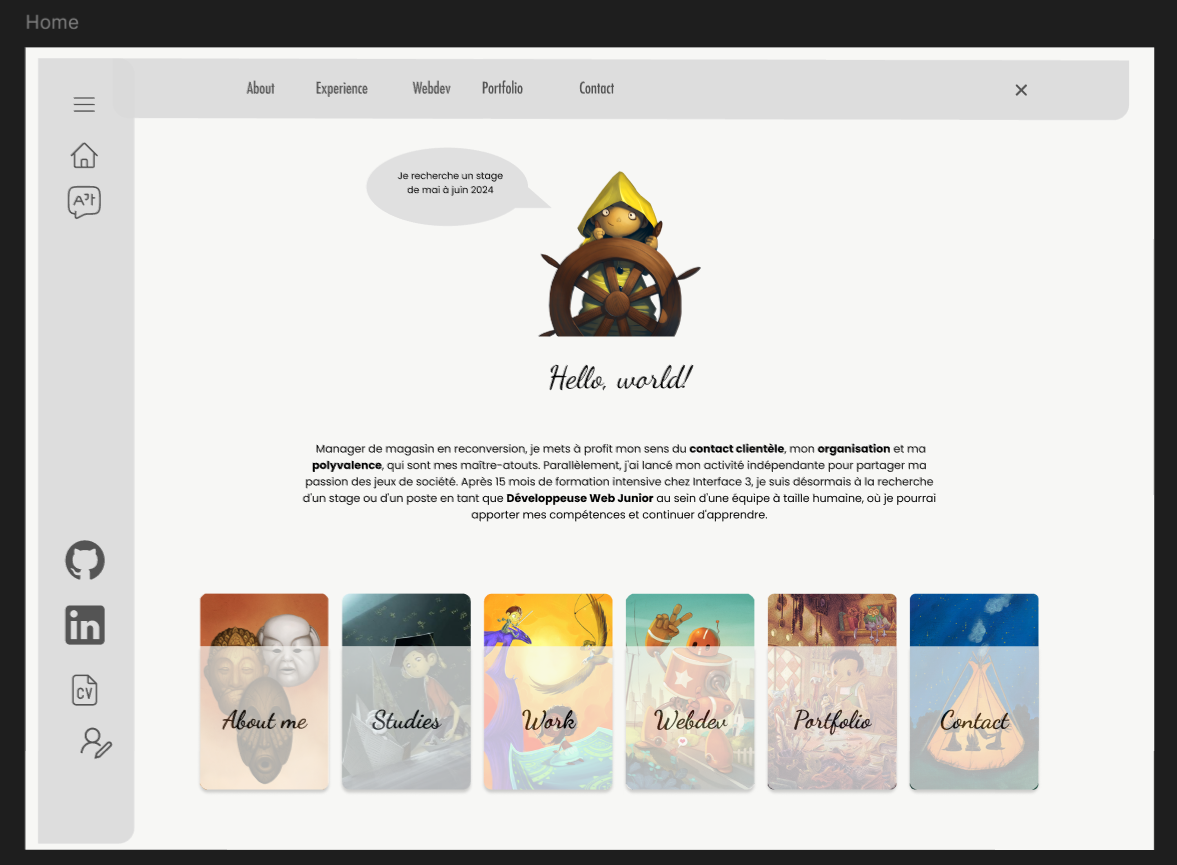 Home
About Experience Webdev Portfolio Contact
Je recherche un stage
de mai à juin 2024
Hello, world!
Manager de magasin en reconversion, je mets à profit mon sens du contact clientèle, mon organisation et ma
polyvalence, qui sont mes maître-atouts. Parallèlement, j'ai lancé mon activité indépendante pour partager ma
passion des jeux de société. Après 15 mois de formation intensive chez Interface 3, je suis désormais à la recherche
d'un stage ou d'un poste en tant que Développeuse Web Junior au sein d'une équipe à taille humaine, où je pourrai
apporter mes compétences et continuer d'apprendre.
in
CV
About me Studies Work Webdev Portfolio Contact